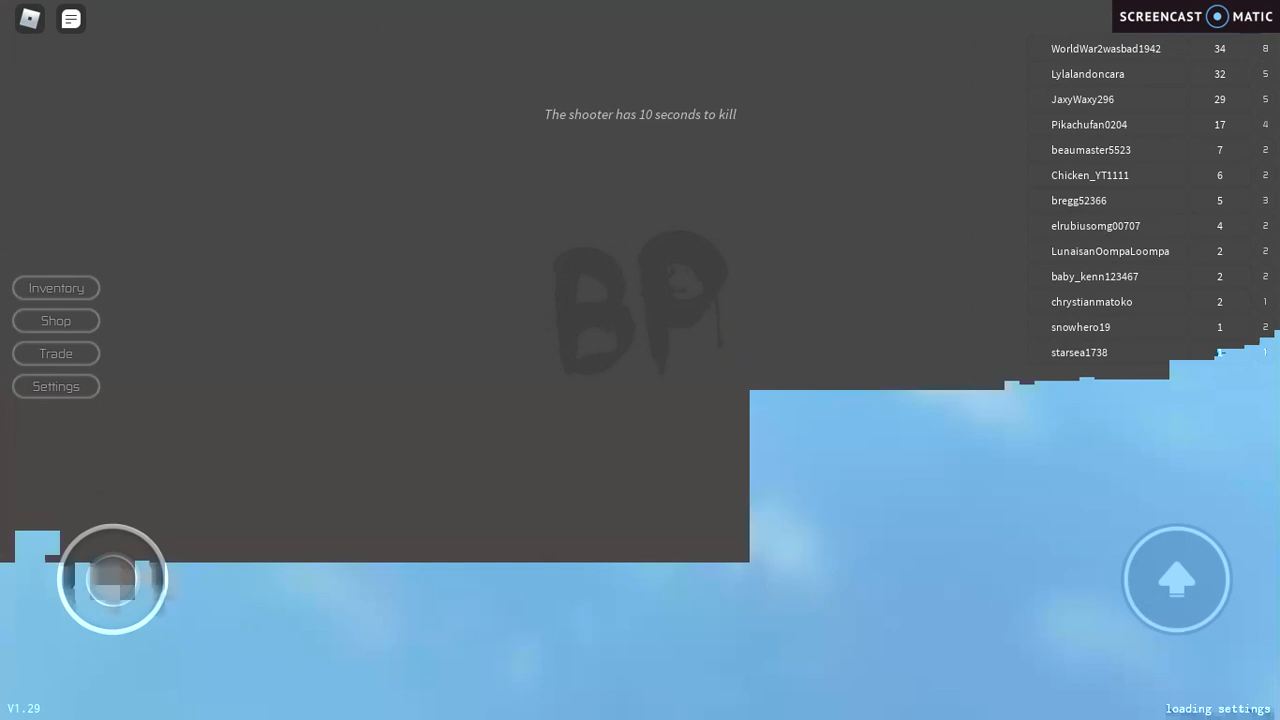 SCREENCAST MATIC
WorldWar2wasbad1942 34 8
Lylalandoncara 32 5
JaxyWaxy296 29 5
The shooter has 10 seconds to kill
Pikachufan0204 17 4
beaumaster5523 7 2
Chicken_YT1111 6 2
bregg52366 5 3
elrubiusomg00707 4 2
LunaisanOompaLoompa 2 2
baby_kenn123467 2 2
chrystianmatoko 2 1
snowhero19 1 2
starsea1738 1 1
BP
Inventory
Shop
Trade
Settings
V1.29
loading settings